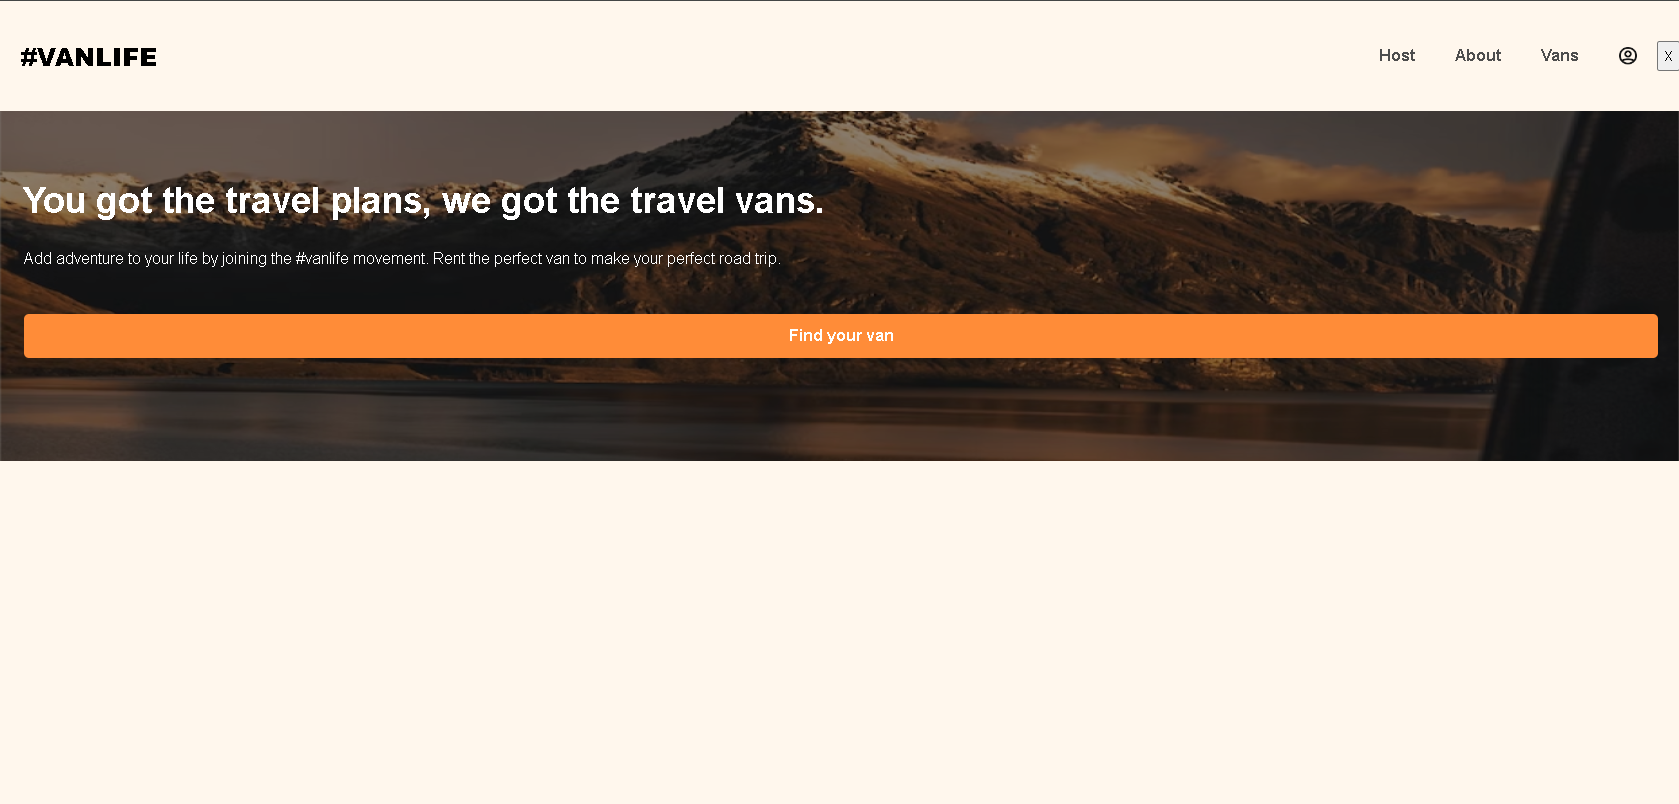 #VANLIFE
Host About Vans X
You got the travel plans, we got the travel vans.
Add adventure to your life by joining the #vanlife movement. Rent the perfect van to make your perfect road trip.
Find your van